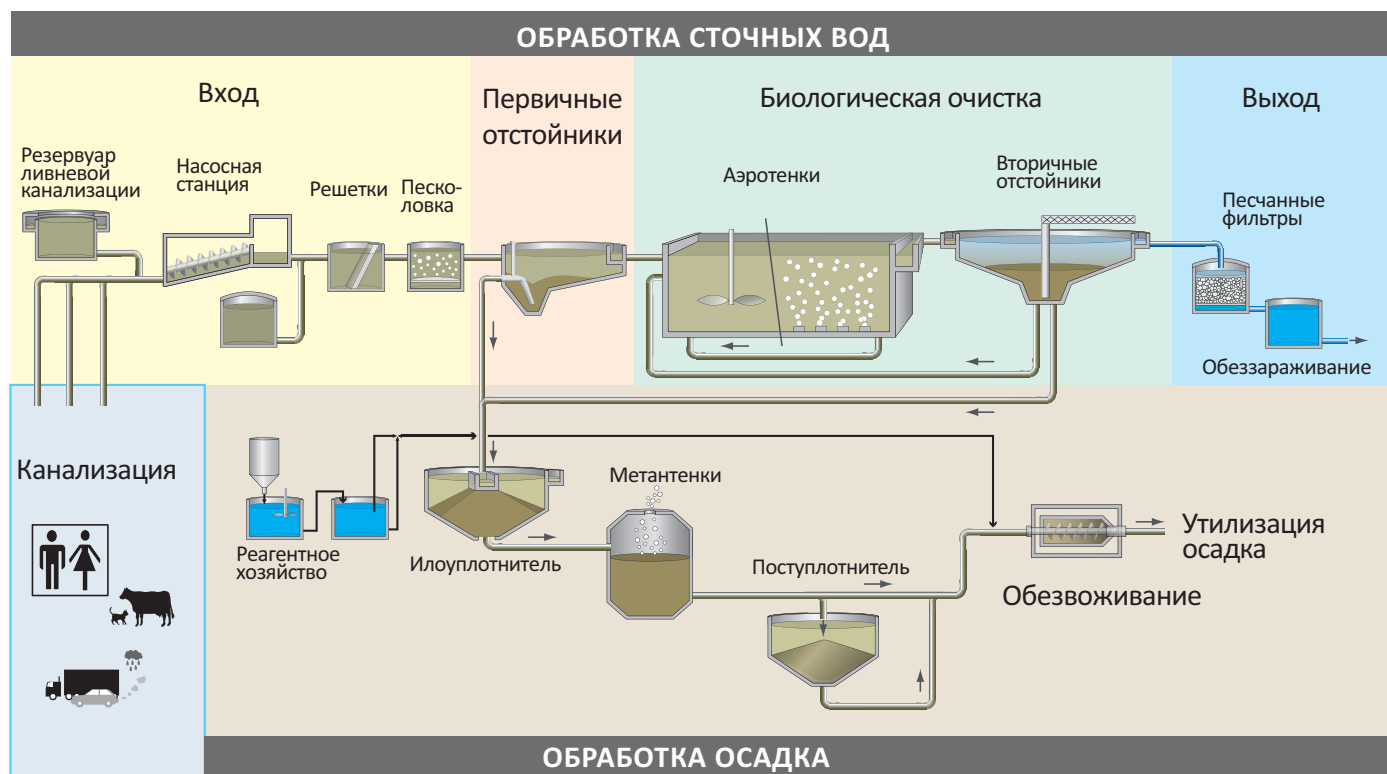 ОБРАБОТКА СТОЧНЫХ ВОД
Вход
Первичные
отстойники
Биологическая очистка
Выход
Резервуар
ливневой
канализации
Насосная
станция
Решетки
Песко-
ловка
Аэротенки
Вторичные
отстойники
Песчанные
фильтры
Обеззараживание
Канализация
Реагентное
хозяйство
Илоуплотнитель
Метантенки
Поступлотнитель
Обезвоживание
Утилизация
осадка
ОБРАБОТКА ОСАДКА